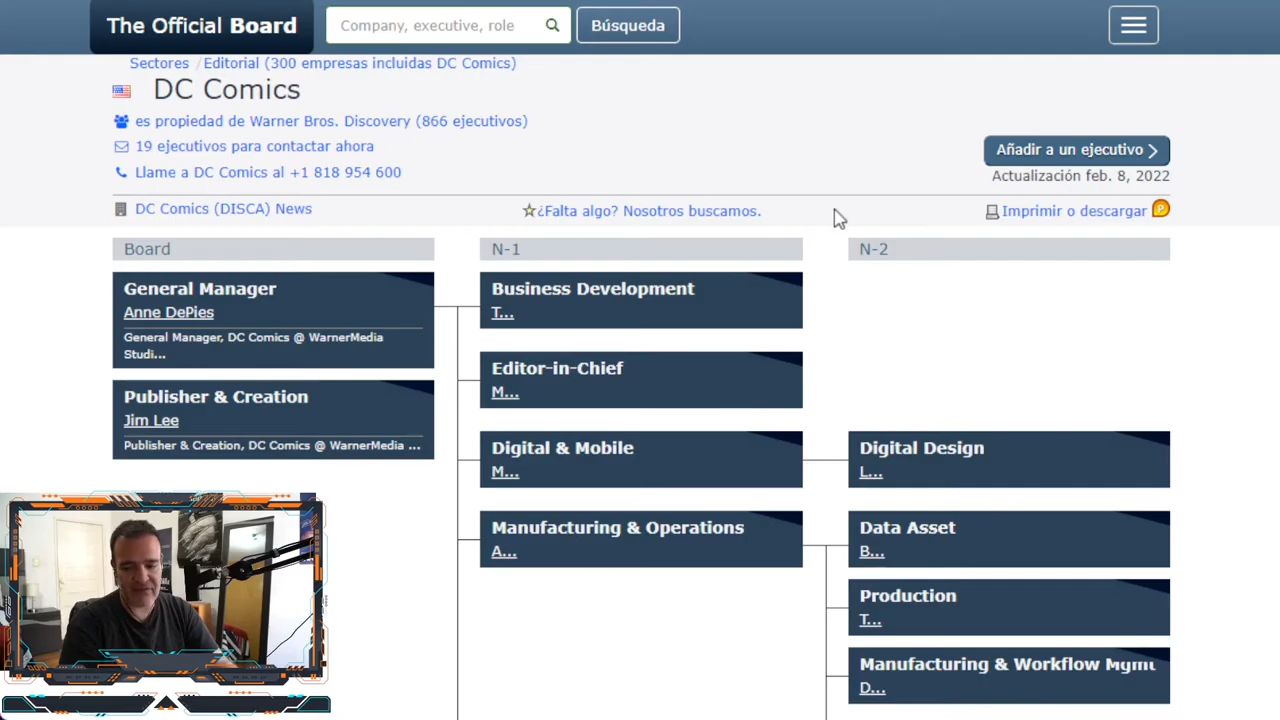 The Official Board
Company, executive, role
Búsqueda
Sectores / Editorial (300 empresas incluidas DC Comics)
DC Comics
es propiedad de Warner Bros. Discovery (866 ejecutivos)
19 ejecutivos para contactar ahora
Llame a DC Comics al +1 818 954 600
Añadir a un ejecutivo
Actualización feb. 8, 2022
DC Comics (DISCA) News
¿Falta algo? Nosotros buscamos.
Imprimir o descargar P
Board
N-1
N-2
General Manager
Anne DePies
General Manager, DC Comics @ WarnerMedia
Studi...
Publisher & Creation
Jim Lee
Publisher & Creation, DC Comics @ WarnerMedia ...
Business Development
T...
Editor-in-Chief
M...
Digital & Mobile
M...
Manufacturing & Operations
A...
Digital Design
L...
Data Asset
B...
Production
T...
Manufacturing & Workflow Mgmt
D...